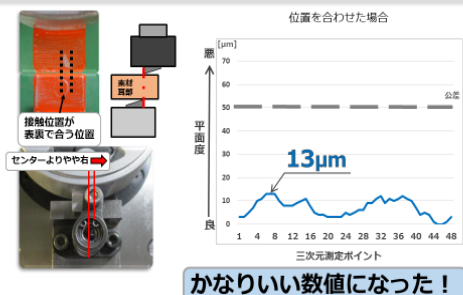 素材
耳部
接触位置が
表裏で合う位置
センターよりやや右
位置を合わせた場合
[μm]
悪
平面度
良
70
60
50
40
30
20
10
0
公差
13μm
1 4 8 12 16 20 24 28 32 36 40 44 48
三次元測定ポイント
かなりいい数値になった!